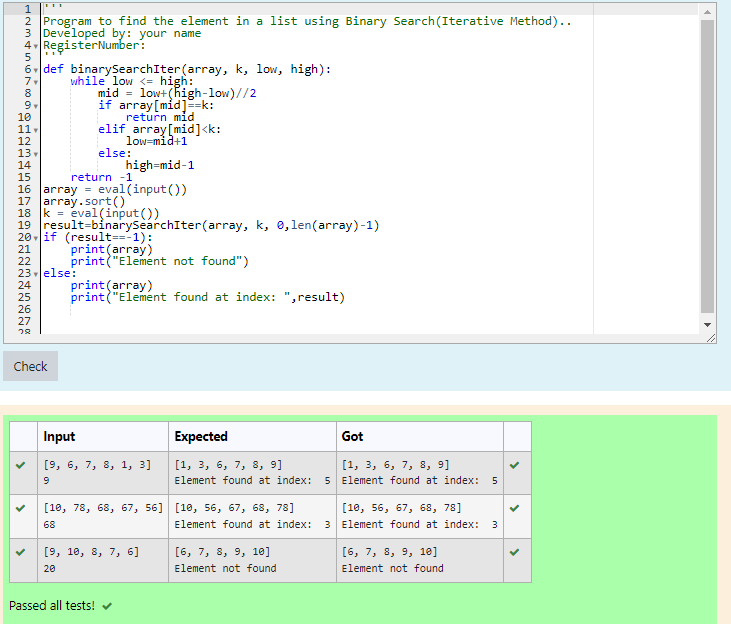 1 '''
2 Program to find the element in a list using Binary Search(Iterative Method)..
3 Developed by: your name
4 RegisterNumber:
5 '''
6 def binarySearchIter(array, k, low, high):
7     while low <= high:
8         mid = low+(high-low)//2
9         if array[mid]==k:
10             return mid
11         elif array[mid]<k:
12             low=mid+1
13         else:
14             high=mid-1
15     return -1
16 array = eval(input())
17 array.sort()
18 k = eval(input())
19 result=binarySearchIter(array, k, 0,len(array)-1)
20 if (result==-1):
21     print(array)
22     print("Element not found")
23 else:
24     print(array)
25     print("Element found at index: ",result)
26
27
28
Check
Input Expected Got
[9, 6, 7, 8, 1, 3] [1, 3, 6, 7, 8, 9] [1, 3, 6, 7, 8, 9]
9 Element found at index:  5 Element found at index:  5
[10, 78, 68, 67, 56] [10, 56, 67, 68, 78] [10, 56, 67, 68, 78]
68 Element found at index:  3 Element found at index:  3
[9, 10, 8, 7, 6] [6, 7, 8, 9, 10] [6, 7, 8, 9, 10]
20 Element not found Element not found
Passed all tests!